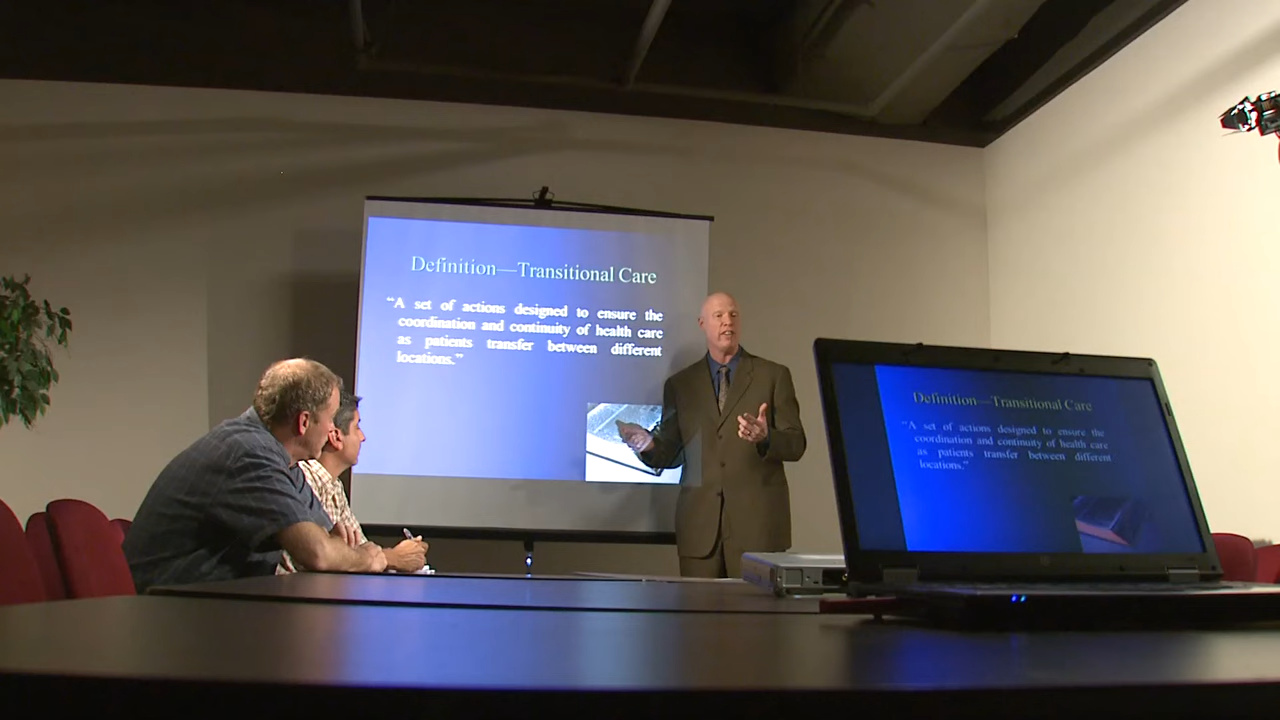 Definition—Transitional Care
“A set of actions designed to ensure the
coordination and continuity of health care
as patients transfer between different
locations.”
Definition—Transitional Care
“A set of actions designed to ensure the
coordination and continuity of health care
as patients transfer between different
locations.”